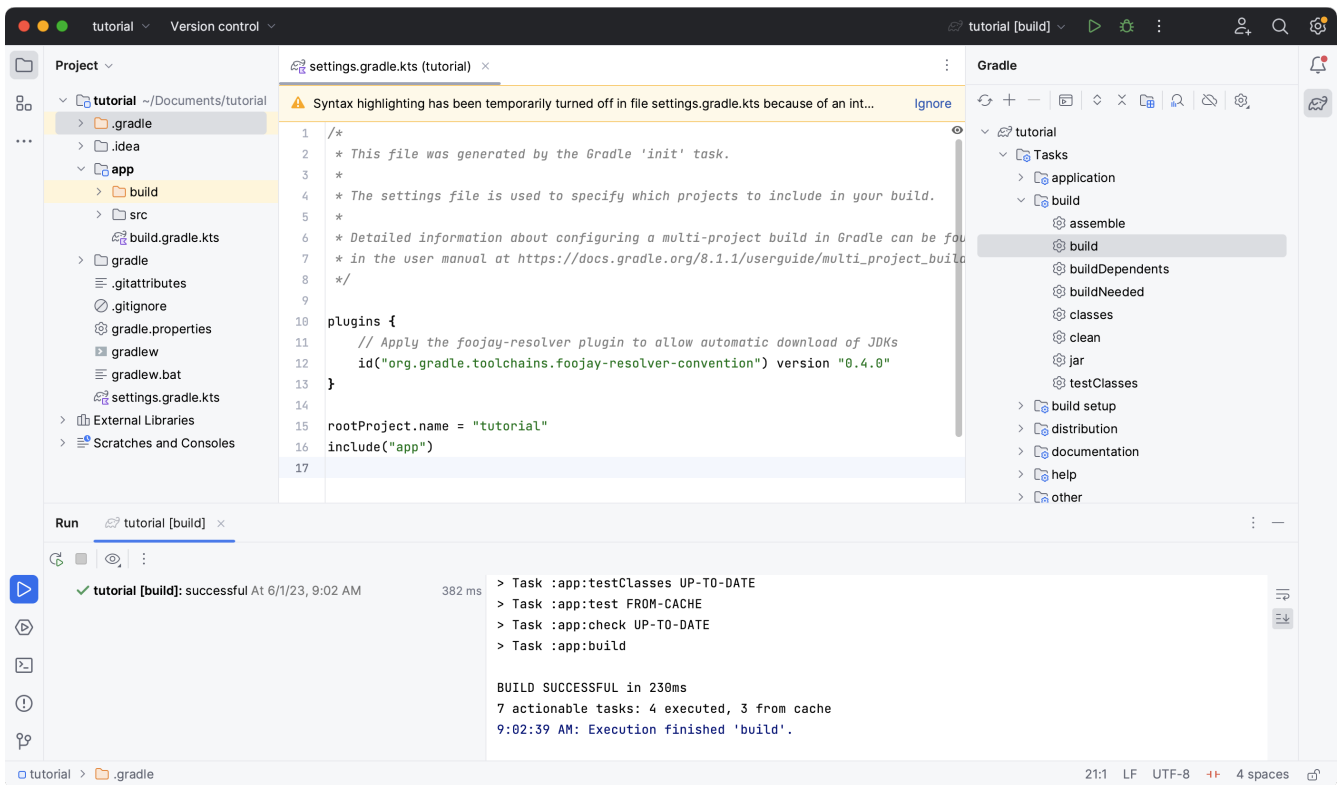 tutorial
Version control
tutorial [build]
Project
tutorial ~/Documents/tutorial
.gradle
.idea
app
build
src
build.gradle.kts
gradle
.gitattributes
.gitignore
gradle.properties
gradlew
gradlew.bat
settings.gradle.kts
External Libraries
Scratches and Consoles
settings.gradle.kts (tutorial)
Syntax highlighting has been temporarily turned off in file settings.gradle.kts because of an int...
Ignore
1 /*
2 * This file was generated by the Gradle 'init' task.
3 *
4 * The settings file is used to specify which projects to include in your build.
5 *
6 * Detailed information about configuring a multi-project build in Gradle can be fou
7 * in the user manual at https://docs.gradle.org/8.1.1/userguide/multi_project_build
8 */
9
10 plugins {
11 // Apply the foojay-resolver plugin to allow automatic download of JDKs
12 id("org.gradle.toolchains.foojay-resolver-convention") version "0.4.0"
13 }
14
15 rootProject.name = "tutorial"
16 include("app")
17
Gradle
tutorial
Tasks
application
build
assemble
build
buildDependents
buildNeeded
classes
clean
jar
testClasses
build setup
distribution
documentation
help
other
Run
tutorial [build]
tutorial [build]: successful At 6/1/23, 9:02 AM 382 ms
> Task :app:testClasses UP-TO-DATE
> Task :app:test FROM-CACHE
> Task :app:check UP-TO-DATE
> Task :app:build
BUILD SUCCESSFUL in 230ms
7 actionable tasks: 4 executed, 3 from cache
9:02:39 AM: Execution finished 'build'.
tutorial > .gradle
21:1 LF UTF-8 4 spaces